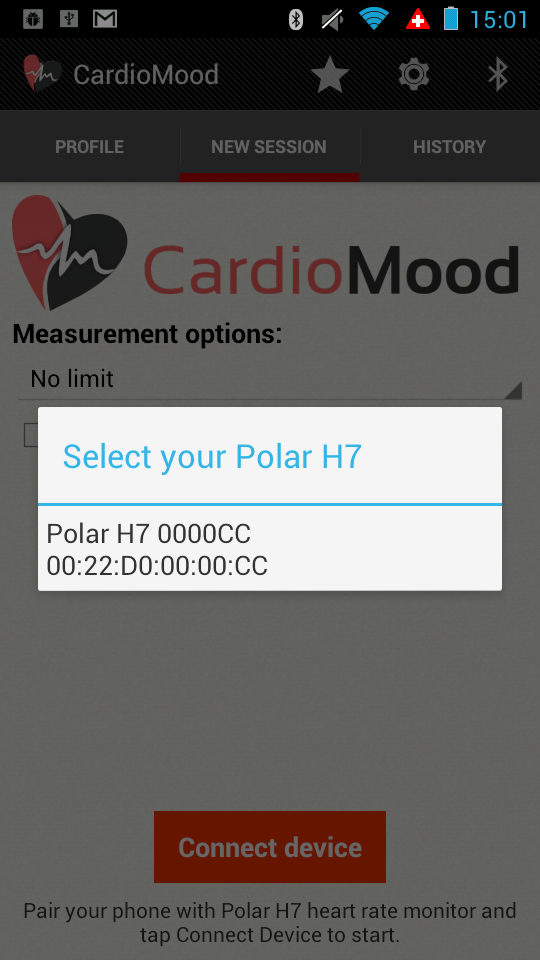 15:01
CardioMood
PROFILE
NEW SESSION
HISTORY
CardioMood
Measurement options:
No limit
Select your Polar H7
Polar H7 0000CC
00:22:D0:00:00:CC
Connect device
Pair your phone with Polar H7 heart rate monitor and
tap Connect Device to start.